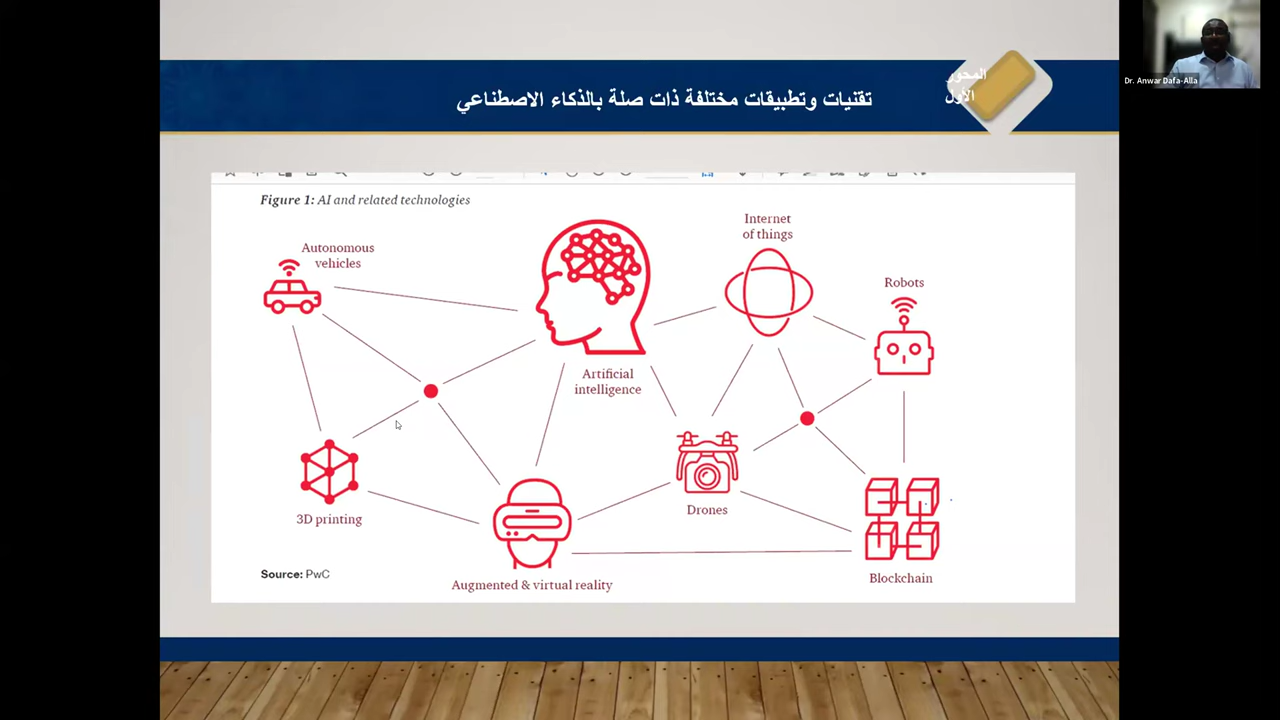 Dr. Anwar Dafa-Alla
المحور
الأول
تقنيات وتطبيقات مختلفة ذات صلة بالذكاء الاصطناعي
Figure 1: AI and related technologies
Autonomous
vehicles
Internet
of things
Robots
Artificial
intelligence
3D printing
Drones
Augmented & virtual reality
Blockchain
Source: PwC